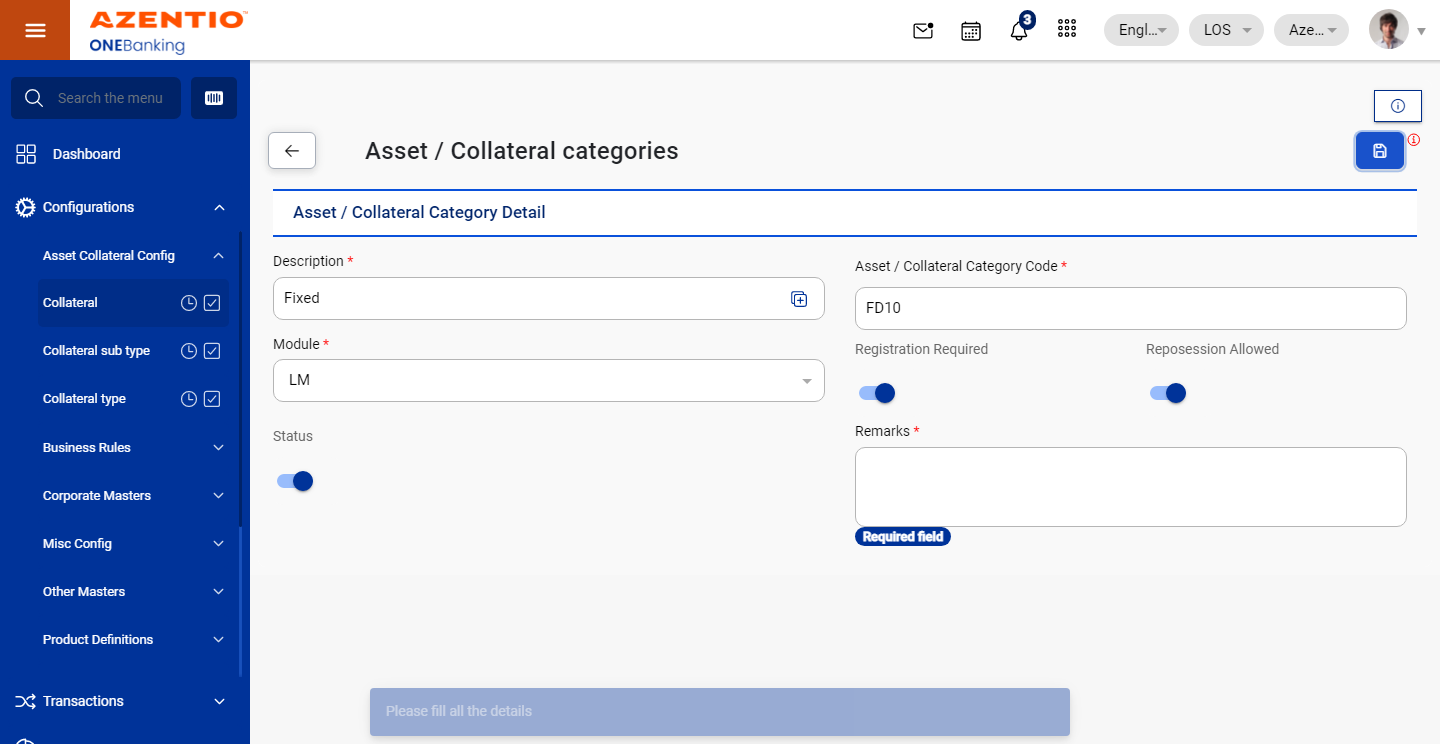 AZENTIO™
ONEBanking
3
Engl...
LOS
Aze...
Search the menu
Dashboard
Asset / Collateral categories
Configurations
Asset / Collateral Category Detail
Asset Collateral Config
Description *
Asset / Collateral Category Code *
Collateral
Fixed
FD10
Collateral sub type
Module *
Registration Required
Reposession Allowed
LM
Collateral type
Status
Remarks *
Business Rules
Corporate Masters
Required field
Misc Config
Other Masters
Product Definitions
Transactions
Please fill all the details